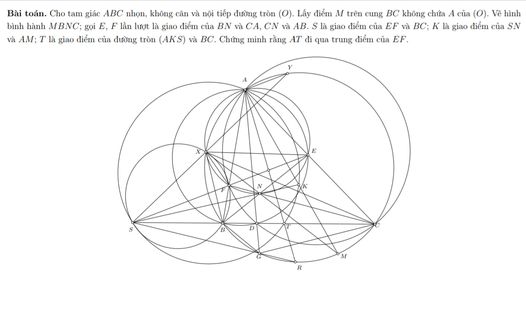 Bài toán. Cho tam giác ABC nhọn, không cân và nội tiếp đường tròn (O). Lấy điểm M trên cung BC không chứa A của (O). Vẽ hình
bình hành MBNC; gọi E, F lần lượt là giao điểm của BN và CA, CN và AB. S là giao điểm của EF và BC; K là giao điểm của SN
và AM; T là giao điểm của đường tròn (AKS) và BC. Chứng minh rằng AT đi qua trung điểm của EF.
Y
A
X
E
F
N
K
S
B
D
T
C
G
M
R